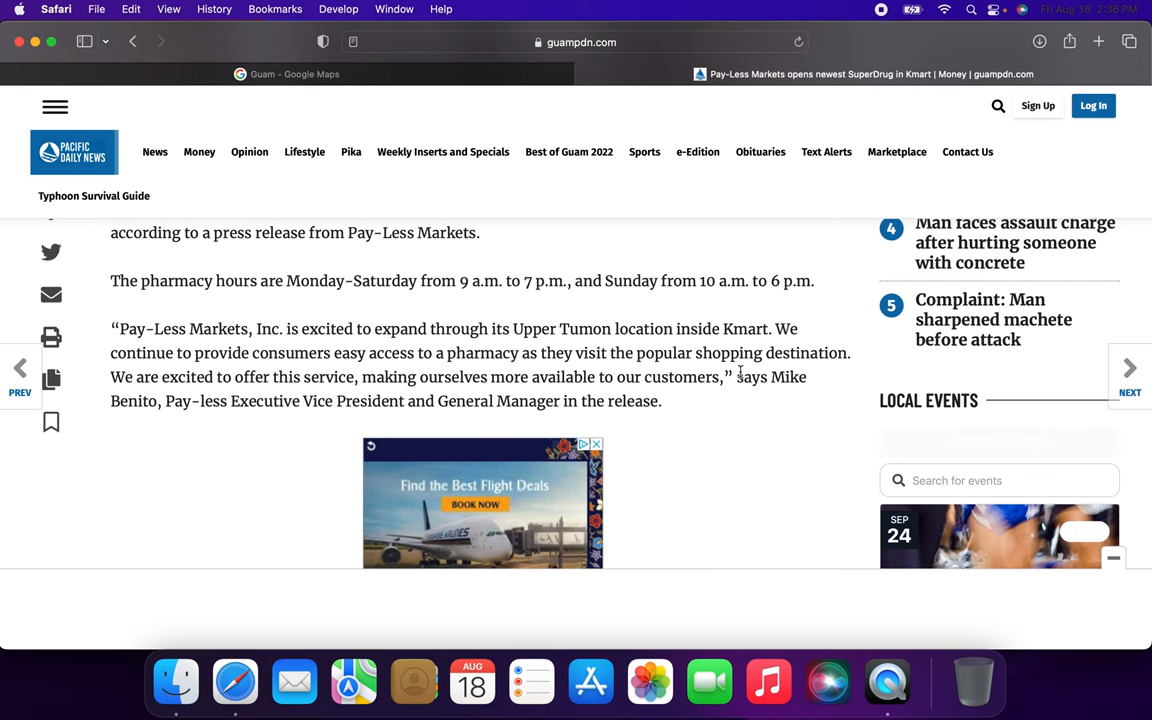 Safari File Edit View History Bookmarks Develop Window Help
Fri Aug 18 2:36 PM
guampdn.com
Guam - Google Maps
Pay-Less Markets opens newest SuperDrug in Kmart | Money | guampdn.com
Sign Up
Log In
PACIFIC
DAILY NEWS
News Money Opinion Lifestyle Pika Weekly Inserts and Specials Best of Guam 2022 Sports e-Edition Obituaries Text Alerts Marketplace Contact Us
Typhoon Survival Guide
according to a press release from Pay-Less Markets.
The pharmacy hours are Monday-Saturday from 9 a.m. to 7 p.m., and Sunday from 10 a.m. to 6 p.m.
“Pay-Less Markets, Inc. is excited to expand through its Upper Tumon location inside Kmart. We
continue to provide consumers easy access to a pharmacy as they visit the popular shopping destination.
We are excited to offer this service, making ourselves more available to our customers,” says Mike
Benito, Pay-less Executive Vice President and General Manager in the release.
PREV
NEXT
4
Man faces assault charge
after hurting someone
with concrete
5
Complaint: Man
sharpened machete
before attack
LOCAL EVENTS
Search for events
SEP
24
Find the Best Flight Deals
BOOK NOW
SINGAPORE AIRLINES
AUG
18